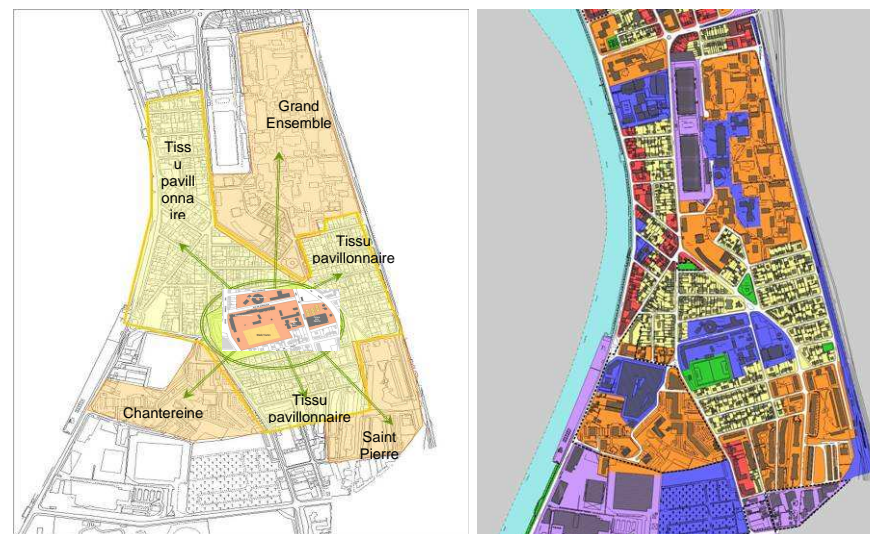 Grand
Ensemble
Tiss
u
pavill
onna
ire
Tissu
pavillonnaire
Tissu
pavillonnaire
Chantereine
Saint
Pierre